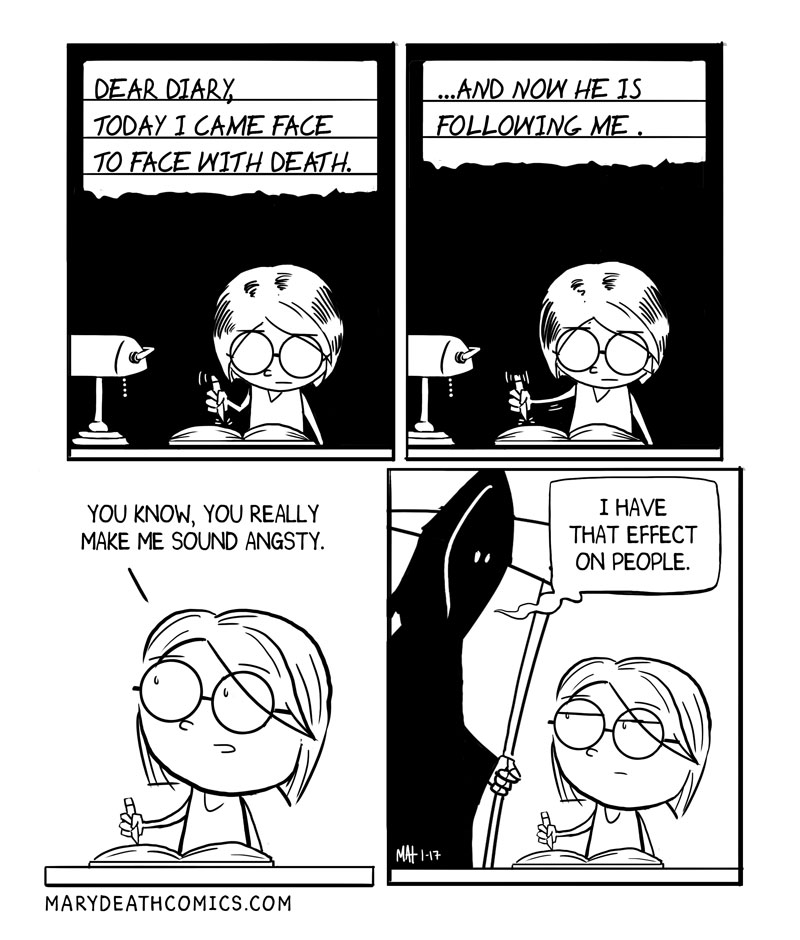 DEAR DIARY,
TODAY I CAME FACE
TO FACE WITH DEATH.
...AND NOW HE IS
FOLLOWING ME.
YOU KNOW, YOU REALLY
MAKE ME SOUND ANGSTY.
I HAVE
THAT EFFECT
ON PEOPLE.
MAT 1-17
MARYDEATHCOMICS.COM